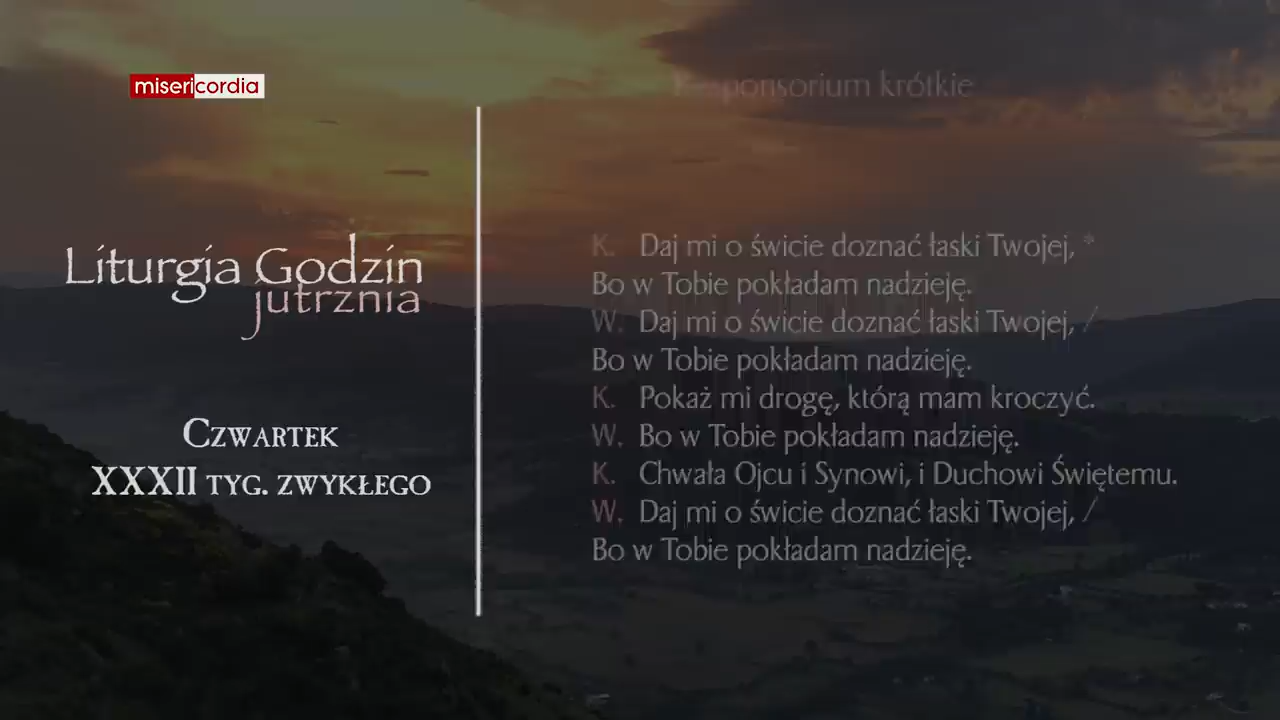 misericordia
Responsorium krótkie
Liturgia Godzin
jutrznia
Czwartek
XXXII tyg. zwykłego
K. Daj mi o świcie doznać łaski Twojej, *
Bo w Tobie pokładam nadzieję.
W. Daj mi o świcie doznać łaski Twojej, /
Bo w Tobie pokładam nadzieję.
K. Pokaż mi drogę, którą mam kroczyć.
W. Bo w Tobie pokładam nadzieję.
K. Chwała Ojcu i Synowi, i Duchowi Świętemu.
W. Daj mi o świcie doznać łaski Twojej, /
Bo w Tobie pokładam nadzieję.